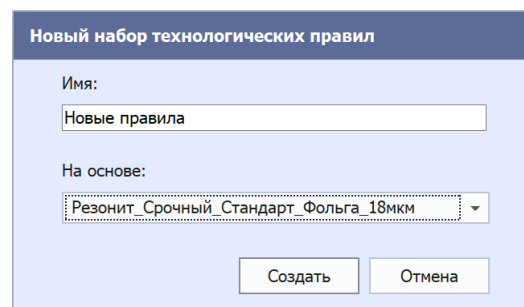 Новый набор технологических правил
Имя:
Новые правила
На основе:
Резонит_Срочный_Стандарт_Фольга_18мкм
Создать Отмена